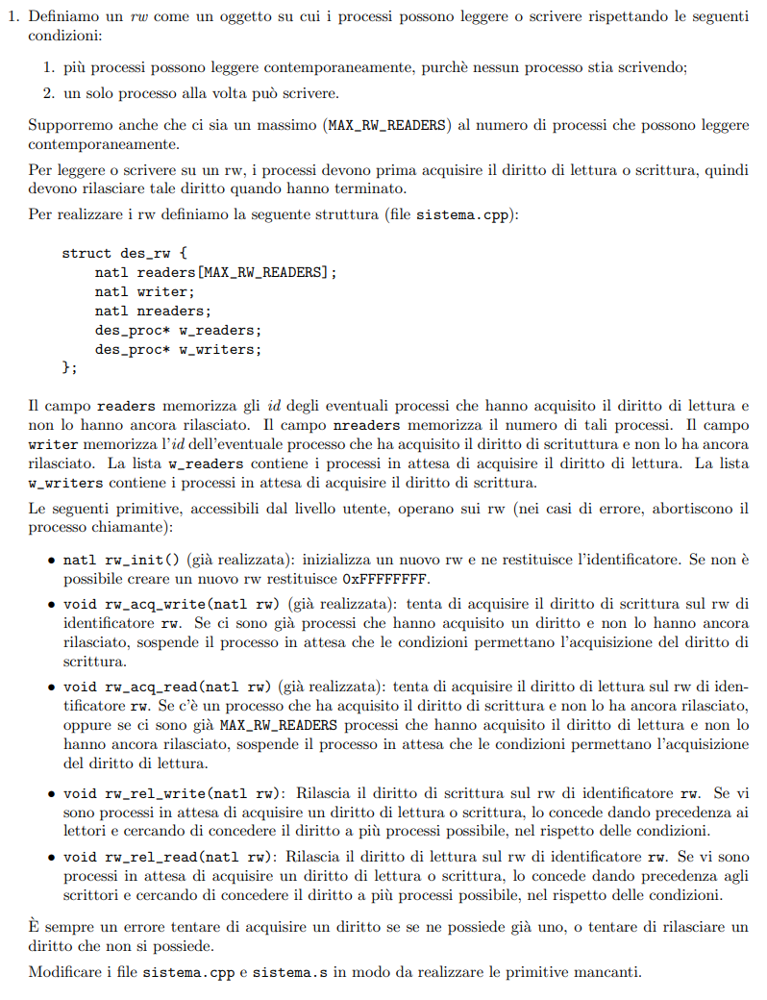 1. Definiamo un rw come un oggetto su cui i processi possono leggere o scrivere rispettando le seguenti
condizioni:
1. più processi possono leggere contemporaneamente, purchè nessun processo stia scrivendo;
2. un solo processo alla volta può scrivere.
Supporremo anche che ci sia un massimo (MAX_RW_READERS) al numero di processi che possono leggere
contemporaneamente.
Per leggere o scrivere su un rw, i processi devono prima acquisire il diritto di lettura o scrittura, quindi
devono rilasciare tale diritto quando hanno terminato.
Per realizzare i rw definiamo la seguente struttura (file sistema.cpp):
struct des_rw {
natl readers[MAX_RW_READERS];
natl writer;
natl nreaders;
des_proc* w_readers;
des_proc* w_writers;
};
Il campo readers memorizza gli id degli eventuali processi che hanno acquisito il diritto di lettura e
non lo hanno ancora rilasciato. Il campo nreaders memorizza il numero di tali processi. Il campo
writer memorizza l'id dell'eventuale processo che ha acquisito il diritto di scrituttura e non lo ha ancora
rilasciato. La lista w_readers contiene i processi in attesa di acquisire il diritto di lettura. La lista
w_writers contiene i processi in attesa di acquisire il diritto di scrittura.
Le seguenti primitive, accessibili dal livello utente, operano sui rw (nei casi di errore, abortiscono il
processo chiamante):
• natl rw_init() (già realizzata): inizializza un nuovo rw e ne restituisce l'identificatore. Se non è
possibile creare un nuovo rw restituisce 0xFFFFFFFF.
• void rw_acq_write(natl rw) (già realizzata): tenta di acquisire il diritto di scrittura sul rw di
identificatore rw. Se ci sono già processi che hanno acquisito un diritto e non lo hanno ancora
rilasciato, sospende il processo in attesa che le condizioni permettano l'acquisizione del diritto di
scrittura.
• void rw_acq_read(natl rw) (già realizzata): tenta di acquisire il diritto di lettura sul rw di iden-
tificatore rw. Se c'è un processo che ha acquisito il diritto di scrittura e non lo ha ancora rilasciato,
oppure se ci sono già MAX_RW_READERS processi che hanno acquisito il diritto di lettura e non lo
hanno ancora rilasciato, sospende il processo in attesa che le condizioni permettano l'acquisizione
del diritto di lettura.
• void rw_rel_write(natl rw): Rilascia il diritto di scrittura sul rw di identificatore rw. Se vi
sono processi in attesa di acquisire un diritto di lettura o scrittura, lo concede dando precedenza ai
lettori e cercando di concedere il diritto a più processi possibile, nel rispetto delle condizioni.
• void rw_rel_read(natl rw): Rilascia il diritto di lettura sul rw di identificatore rw. Se vi sono
processi in attesa di acquisire un diritto di lettura o scrittura, lo concede dando precedenza agli
scrittori e cercando di concedere il diritto a più processi possibile, nel rispetto delle condizioni.
È sempre un errore tentare di acquisire un diritto se se ne possiede già uno, o tentare di rilasciare un
diritto che non si possiede.
Modificare i file sistema.cpp e sistema.s in modo da realizzare le primitive mancanti.